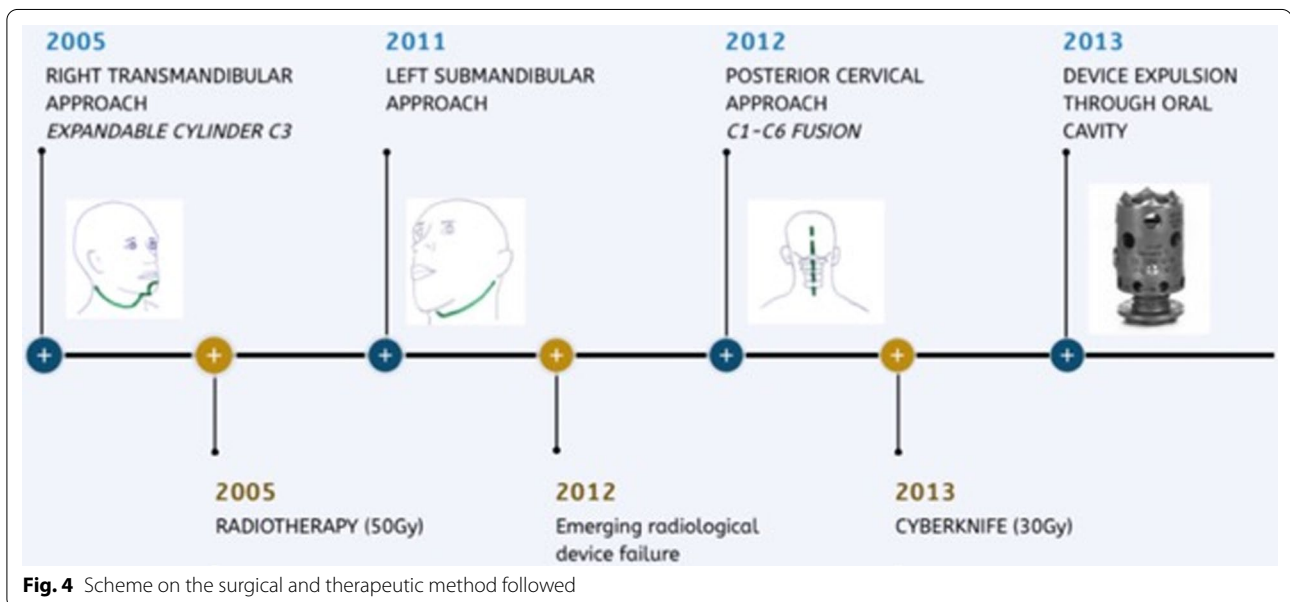 2005
RIGHT TRANSMANDIBULAR
APPROACH
EXPANDABLE CYLINDER C3
2011
LEFT SUBMANDIBULAR
APPROACH
2012
POSTERIOR CERVICAL
APPROACH
C1-C6 FUSION
2013
DEVICE EXPULSION
THROUGH ORAL
CAVITY
2005
RADIOTHERAPY (50Gy)
2012
Emerging radiological
device failure
2013
CYBERKNIFE (30Gy)
Fig. 4 Scheme on the surgical and therapeutic method followed